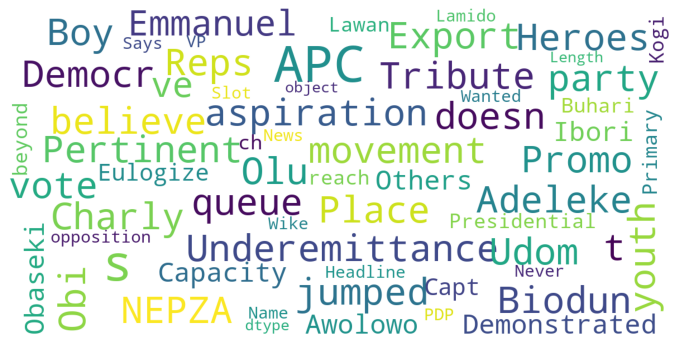 Boy Emmanuel Lawan Lamido
Says VP Export Heroes Kogi
Democr Reps APC Tribute Length
ve Slot object Wanted party
believe aspiration doesn Buhari
beyond News Ibori
Pertinent ch movement Promo Primary
vote Eulogize Olu reach Others
Charly queue Place Adeleke
opposition Wike Presidential
s Underemittance Udom t youth
Obaseki Obi Capacity Headline Never
NEPZA jumped Capt Biodun
Name PDP
dtype Awolowo Demonstrated